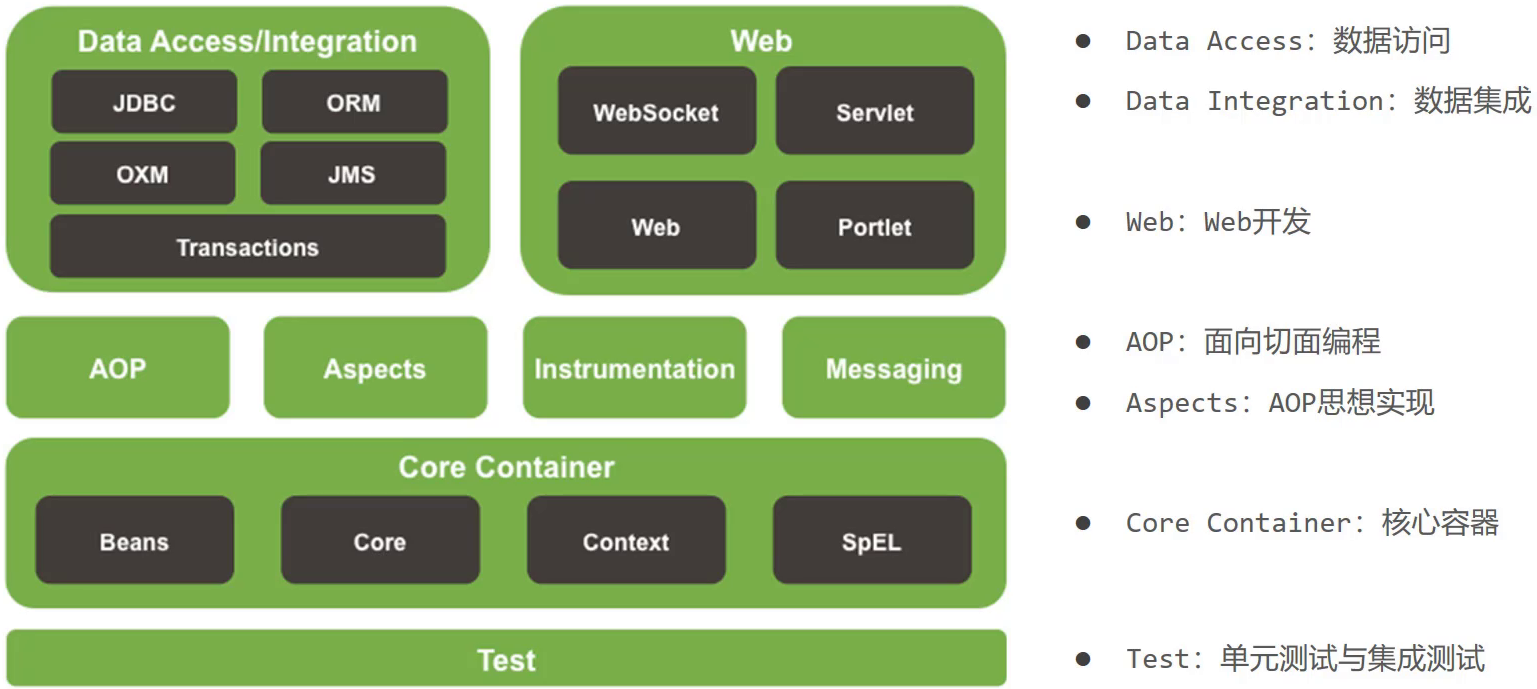 Data Access/Integration
JDBC
ORM
OXM
JMS
Transactions
Web
WebSocket
Servlet
Web
Portlet
AOP
Aspects
Instrumentation
Messaging
Core Container
Beans
Core
Context
SpEL
Test
● Data Access：数据访问
● Data Integration：数据集成
● Web：Web开发
● AOP：面向切面编程
● Aspects：AOP思想实现
● Core Container：核心容器
● Test：单元测试与集成测试